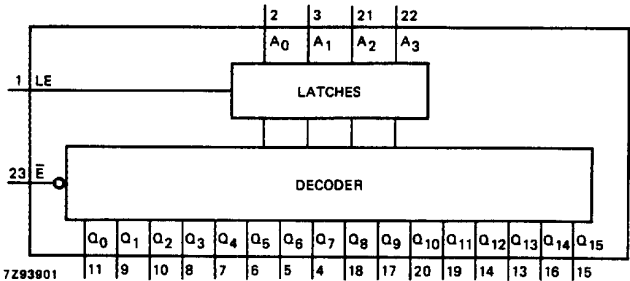 2 3 21 22
A0 A1 A2 A3
1 LE
LATCHES
23 E̅
DECODER
Q0 Q1 Q2 Q3 Q4 Q5 Q6 Q7 Q8 Q9 Q10 Q11 Q12 Q13 Q14 Q15
7Z93901 11 9 10 8 7 6 5 4 18 17 20 19 14 13 16 15